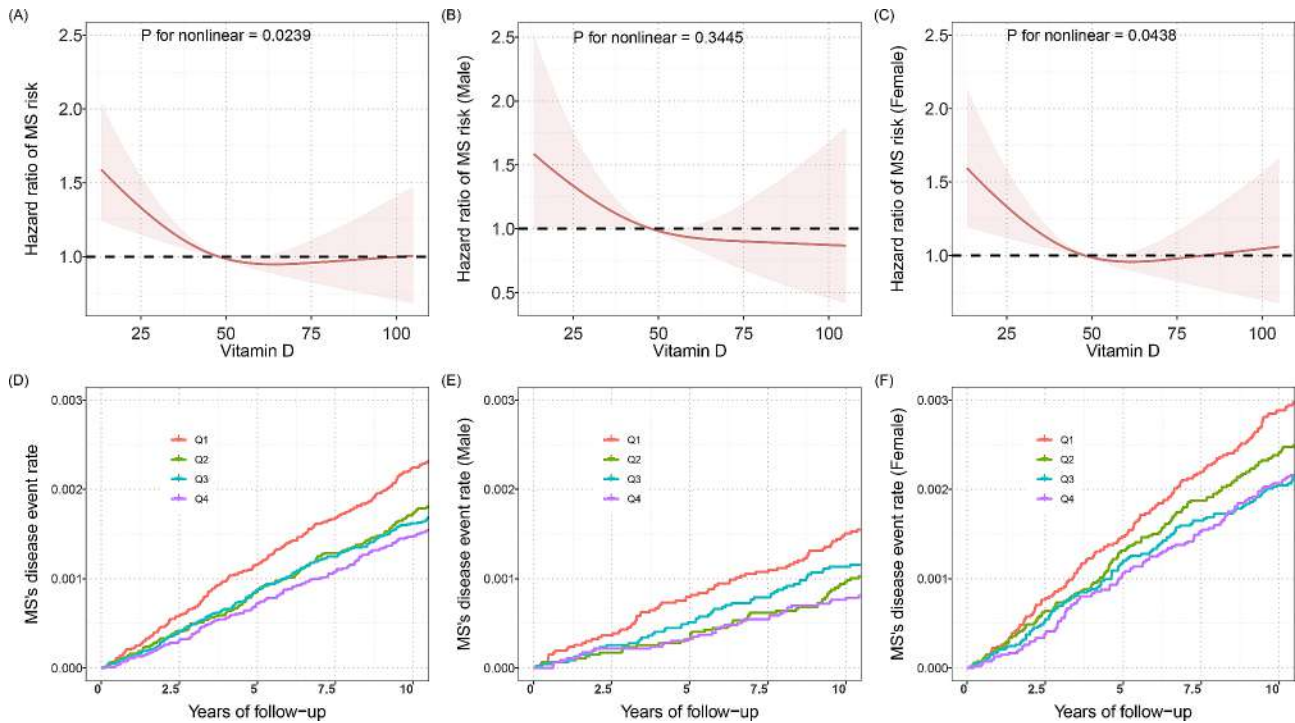 (A)
P for nonlinear = 0.0239
Hazard ratio of MS risk
2.5
2.0
1.5
1.0
25
50
75
100
Vitamin D
(B)
P for nonlinear = 0.3445
Hazard ratio of MS risk (Male)
2.5
2.0
1.5
1.0
0.5
25
50
75
100
Vitamin D
(C)
P for nonlinear = 0.0438
Hazard ratio of MS risk (Female)
2.5
2.0
1.5
1.0
25
50
75
100
Vitamin D
(D)
MS's disease event rate
0.003
0.002
0.001
0.000
Q1
Q2
Q3
Q4
0
2.5
5
7.5
10
Years of follow-up
(E)
MS's disease event rate (Male)
0.003
0.002
0.001
0.000
Q1
Q2
Q3
Q4
0
2.5
5
7.5
10
Years of follow-up
(F)
MS's disease event rate (Female)
0.003
0.002
0.001
0.000
Q1
Q2
Q3
Q4
0
2.5
5
7.5
10
Years of follow-up